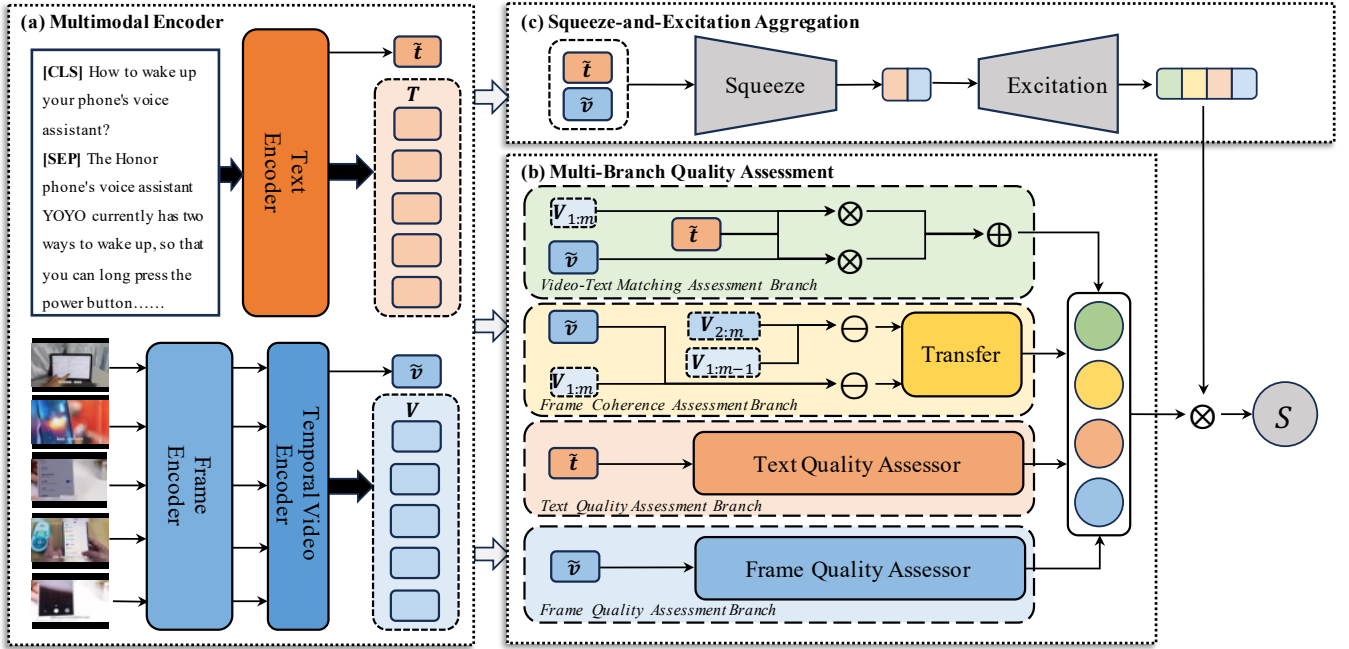 (a) Multimodal Encoder
[CLS] How to wake up
your phone's voice
assistant?
[SEP] The Honor
phone's voice assistant
YOYO currently has two
ways to wake up, so that
you can long press the
power button……
Text
Encoder
t̃
T
Frame
Encoder
Temporal Video
Encoder
ṽ
V
(c) Squeeze-and-Excitation Aggregation
t̃
ṽ
Squeeze
Excitation
(b) Multi-Branch Quality Assessment
V1:m
t̃
ṽ
Video-Text Matching Assessment Branch
ṽ
V2:m
V1:m−1
V1:m
Transfer
Frame Coherence Assessment Branch
t̃
Text Quality Assessor
Text Quality Assessment Branch
ṽ
Frame Quality Assessor
Frame Quality Assessment Branch
S